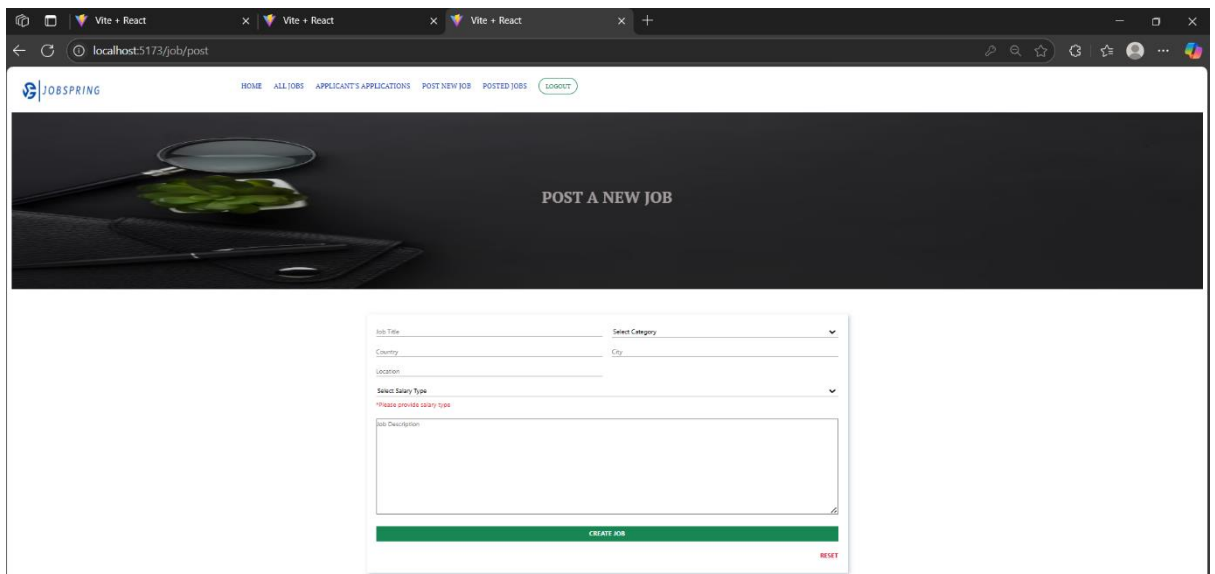 Vite + React Vite + React Vite + React
localhost:5173/job/post
JOBSPRING HOME ALL JOBS APPLICANT'S APPLICATIONS POST NEW JOB POSTED JOBS LOGOUT
POST A NEW JOB
Job Title Select Category
Country City
Location
Select Salary Type
*Please provide salary type
Job Description
CREATE JOB
RESET